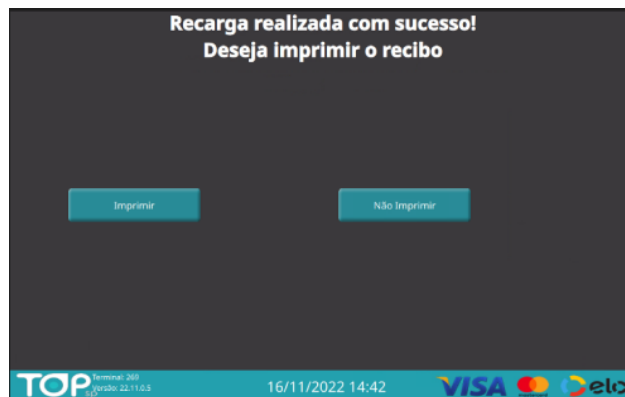 Recarga realizada com sucesso!
Deseja imprimir o recibo
Imprimir
Não Imprimir
TOP
SP
Terminal: 260
Versão: 22.11.0.5
16/11/2022 14:42
VISA
elo